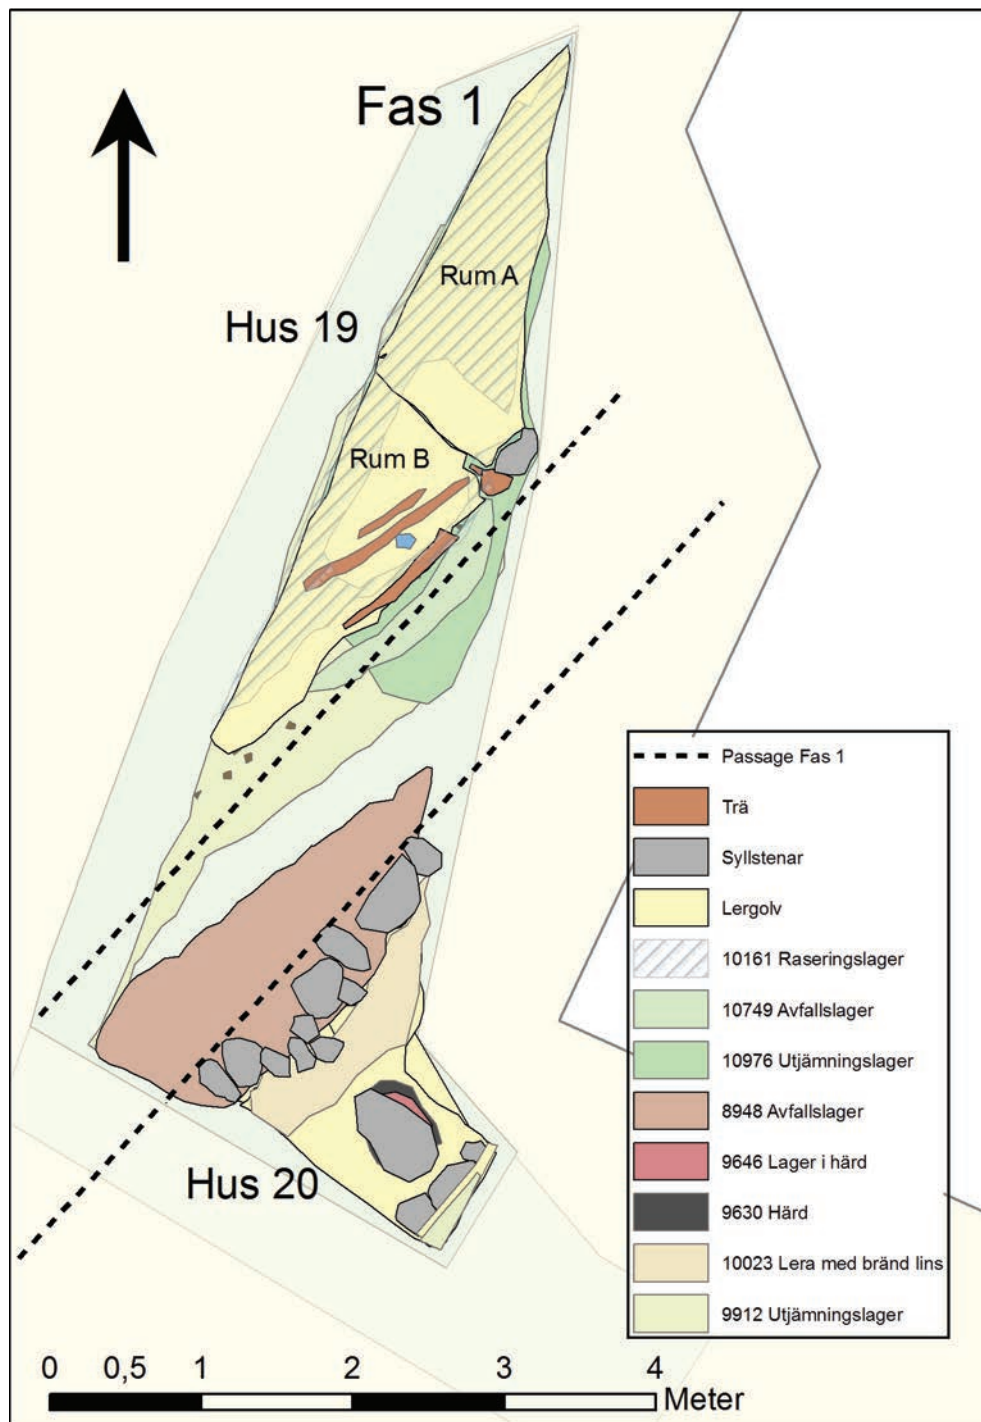 Fas 1
Rum A
Hus 19
Rum B
Passage Fas 1
Trä
Syllstenar
Lergolv
10161 Raseringslager
10749 Avfallslager
10976 Utjämningslager
8948 Avfallslager
9646 Lager i härd
9630 Härd
10023 Lera med bränd lins
9912 Utjämningslager
Hus 20
0 0,5 1 2 3 4
Meter